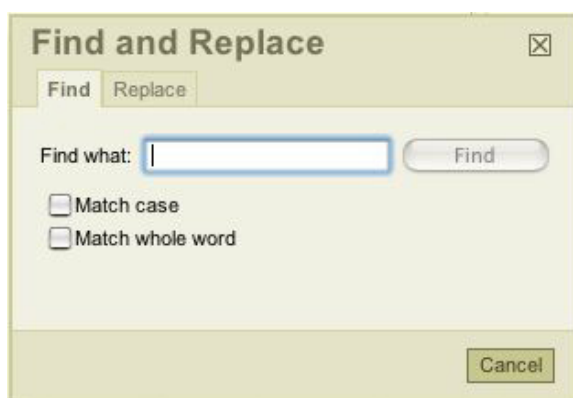 Find and Replace
Find Replace
Find what: Find
Match case
Match whole word
Cancel